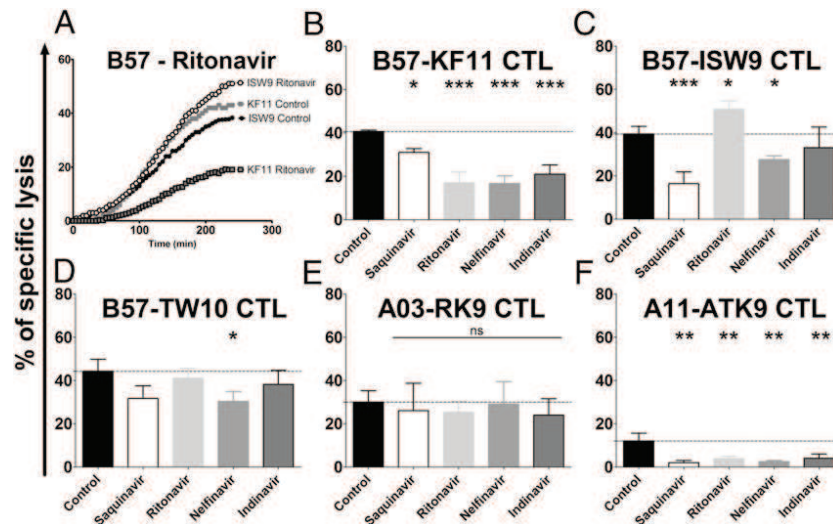 % of specific lysis
A
B57 - Ritonavir
60
40
20
0
0
100
200
300
Time (min)
ISW9 Ritonavir
KF11 Control
ISW9 Control
KF11 Ritonavir
B
B57-KF11 CTL
* *** *** ***
80
60
40
20
0
Control
Saquinavir
Ritonavir
Nelfinavir
Indinavir
C
B57-ISW9 CTL
*** * *
80
60
40
20
0
Control
Saquinavir
Ritonavir
Nelfinavir
Indinavir
D
B57-TW10 CTL
*
80
60
40
20
0
Control
Saquinavir
Ritonavir
Nelfinavir
Indinavir
E
A03-RK9 CTL
ns
80
60
40
20
0
Control
Saquinavir
Ritonavir
Nelfinavir
Indinavir
F
A11-ATK9 CTL
** ** ** **
80
60
40
20
0
Control
Saquinavir
Ritonavir
Nelfinavir
Indinavir